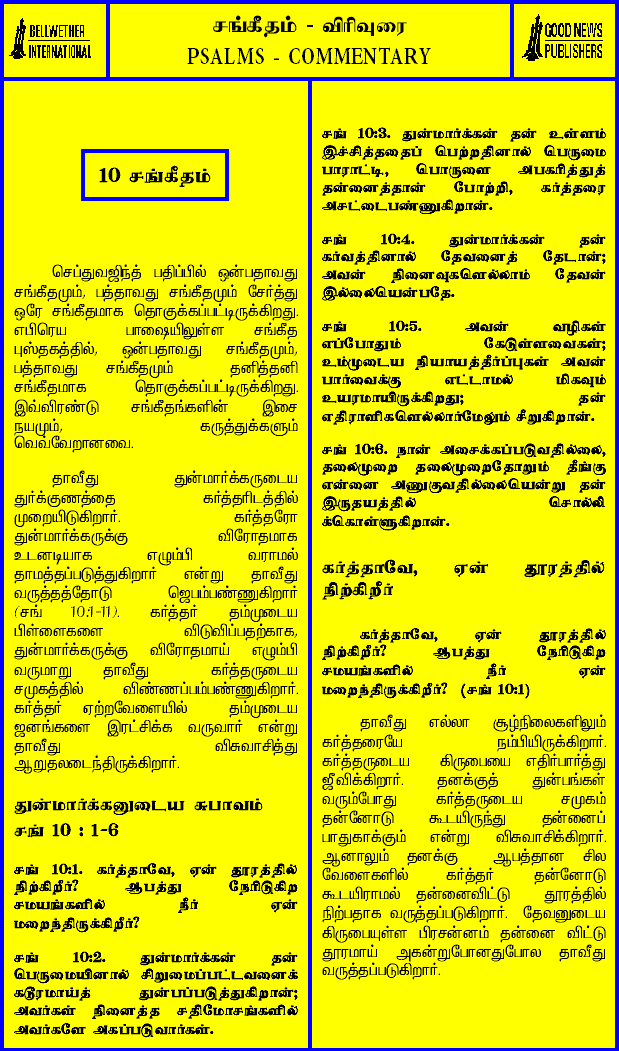 BELLWETHER
INTERNATIONAL
சங்கீதம் - விரிவுரை
PSALMS - COMMENTARY
GOOD NEWS
PUBLISHERS
10 சங்கீதம்
செப்துவஜிந்த் பதிப்பில் ஒன்பதாவது
சங்கீதமும், பத்தாவது சங்கீதமும் சேர்த்து
ஒரே சங்கீதமாக தொகுக்கப்பட்டிருக்கிறது.
எபிரெய பாஷையிலுள்ள சங்கீத
புஸ்தகத்தில், ஒன்பதாவது சங்கீதமும்,
பத்தாவது சங்கீதமும் தனித்தனி
சங்கீதமாக தொகுக்கப்பட்டிருக்கிறது.
இவ்விரண்டு சங்கீதங்களின் இசை
நயமும், கருத்துக்களும்
வெவ்வேறானவை.
தாவீது துன்மார்க்கருடைய
துர்க்குணத்தை கர்த்தரிடத்தில்
முறையிடுகிறார். கர்த்தரோ
துன்மார்க்கருக்கு விரோதமாக
உடனடியாக எழும்பி வராமல்
தாமத்தப்படுத்துகிறார் என்று தாவீது
வருத்தத்தோடு ஜெபம்பண்ணுகிறார்
(சங் 10:1-11). கர்த்தர் தம்முடைய
பிள்ளைகளை விடுவிப்பதற்காக,
துன்மார்க்கருக்கு விரோதமாய் எழும்பி
வருமாறு தாவீது கர்த்தருடைய
சமுகத்தில் விண்ணப்பம்பண்ணுகிறார்.
கர்த்தர் ஏற்றவேளையில் தம்முடைய
ஜனங்களை இரட்சிக்க வருவார் என்று
தாவீது விசுவாசித்து
ஆறுதலடைந்திருக்கிறார்.
துன்மார்க்கனுடைய சுபாவம்
சங் 10 : 1-6
சங் 10:1. கர்த்தாவே, ஏன் தூரத்தில்
நிற்கிறீர்? ஆபத்து நேரிடுகிற
சமயங்களில் நீர் ஏன்
மறைந்திருக்கிறீர்?
சங் 10:2. துன்மார்க்கன் தன்
பெருமையினால் சிறுமைப்பட்டவனைக்
கடூரமாய்த் துன்பப்படுத்துகிறான்;
அவர்கள் நினைத்த சதிமோசங்களில்
அவர்களே அகப்படுவார்கள்.
சங் 10:3. துன்மார்க்கன் தன் உள்ளம்
இச்சித்ததைப் பெற்றதினால் பெருமை
பாராட்டி, பொருளை அபகரித்துத்
தன்னைத்தான் போற்றி, கர்த்தரை
அசட்டைபண்ணுகிறான்.
சங் 10:4. துன்மார்க்கன் தன்
கர்வத்தினால் தேவனைத் தேடான்;
அவன் நினைவுகளெல்லாம் தேவன்
இல்லையென்பதே.
சங் 10:5. அவன் வழிகள்
எப்போதும் கேடுள்ளவைகள்;
உம்முடைய நியாயத்தீர்ப்புகள் அவன்
பார்வைக்கு எட்டாமல் மிகவும்
உயரமாயிருக்கிறது; தன்
எதிராளிகளெல்லார்மேலும் சீறுகிறான்.
சங் 10:6. நான் அசைக்கப்படுவதில்லை,
தலைமுறை தலைமுறைதோறும் தீங்கு
என்னை அணுகுவதில்லையென்று தன்
இருதயத்தில் சொல்லி
க்கொள்ளுகிறான்.
கர்த்தாவே, ஏன் தூரத்தில்
நிற்கிறீர்
கர்த்தாவே, ஏன் தூரத்தில்
நிற்கிறீர்? ஆபத்து நேரிடுகிற
சமயங்களில் நீர் ஏன்
மறைந்திருக்கிறீர்? (சங் 10:1)
தாவீது எல்லா சூழ்நிலைகளிலும்
கர்த்தரையே நம்பியிருக்கிறார்.
கர்த்தருடைய கிருபையை எதிர்பார்த்து
ஜீவிக்கிறார். தனக்குத் துன்பங்கள்
வரும்போது கர்த்தருடைய சமுகம்
தன்னோடு கூடயிருந்து தன்னைப்
பாதுகாக்கும் என்று விசுவாசிக்கிறார்.
ஆனாலும் தனக்கு ஆபத்தான சில
வேளைகளில் கர்த்தர் தன்னோடு
கூடயிராமல் தன்னைவிட்டு தூரத்தில்
நிற்பதாக வருத்தப்படுகிறார். தேவனுடைய
கிருபையுள்ள பிரசன்னம் தன்னை விட்டு
தூரமாய் அகன்றுபோனதுபோல தாவீது
வருத்தப்படுகிறார்.